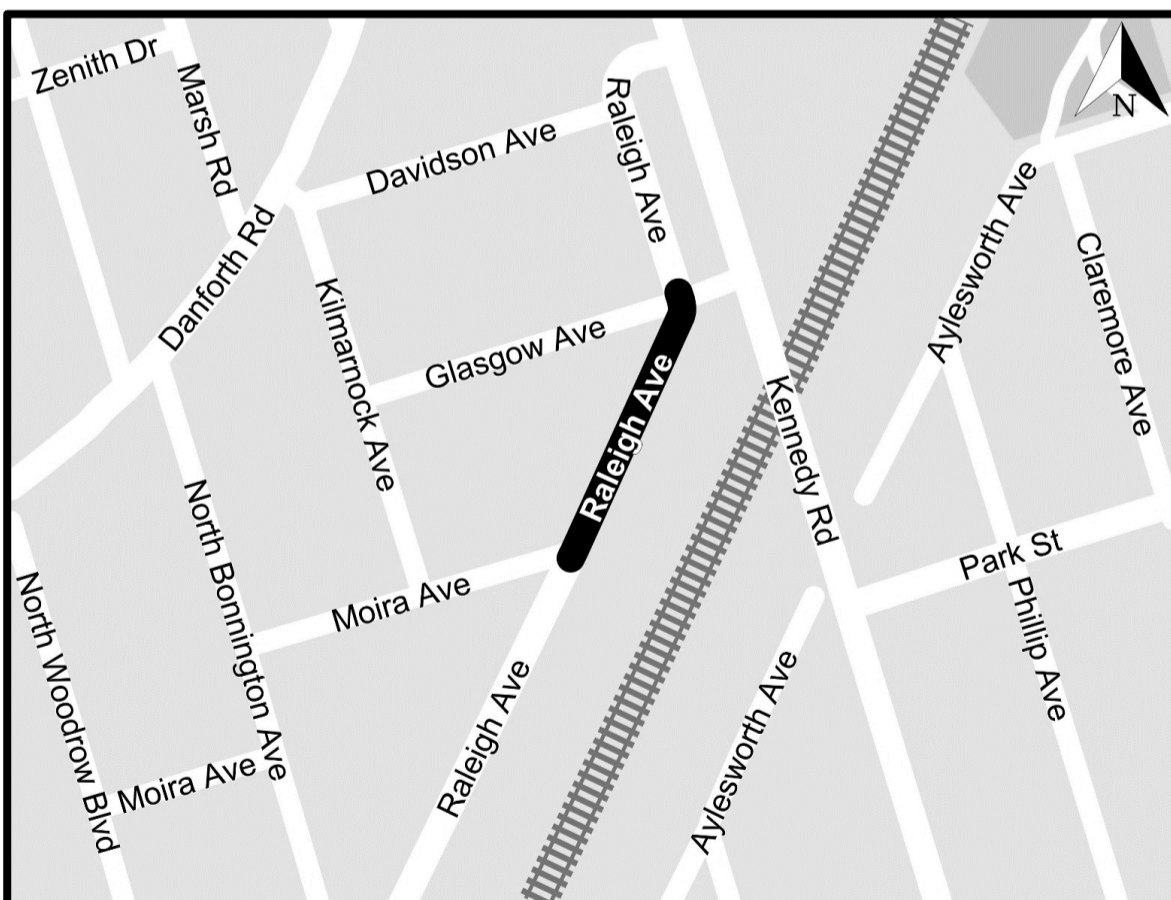 Zenith Dr
Marsh Rd
Danforth Rd
Davidson Ave
Raleigh Ave
N
Aylesworth Ave
Claremore Ave
Kilmarnock Ave
Glasgow Ave
Raleigh Ave
Kennedy Rd
North Bonnington Ave
North Woodrow Blvd
Moira Ave
Park St
Phillip Ave
Raleigh Ave
Aylesworth Ave
Moira Ave